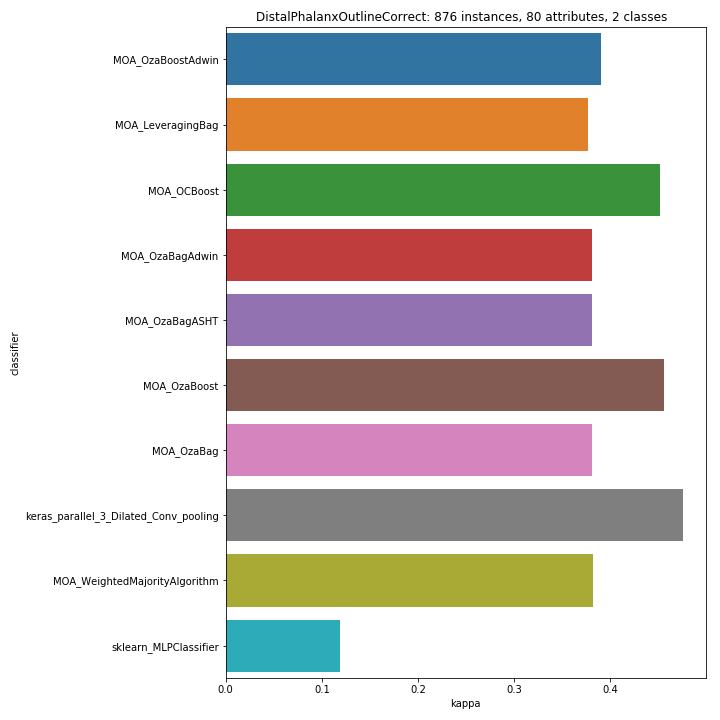 DistalPhalanxOutlineCorrect: 876 instances, 80 attributes, 2 classes
MOA_OzaBoostAdwin
MOA_LeveragingBag
MOA_OCBoost
MOA_OzaBagAdwin
MOA_OzaBagASHT
classifier
MOA_OzaBoost
MOA_OzaBag
keras_parallel_3_Dilated_Conv_pooling
MOA_WeightedMajorityAlgorithm
sklearn_MLPClassifier
0.0 0.1 0.2 0.3 0.4
kappa